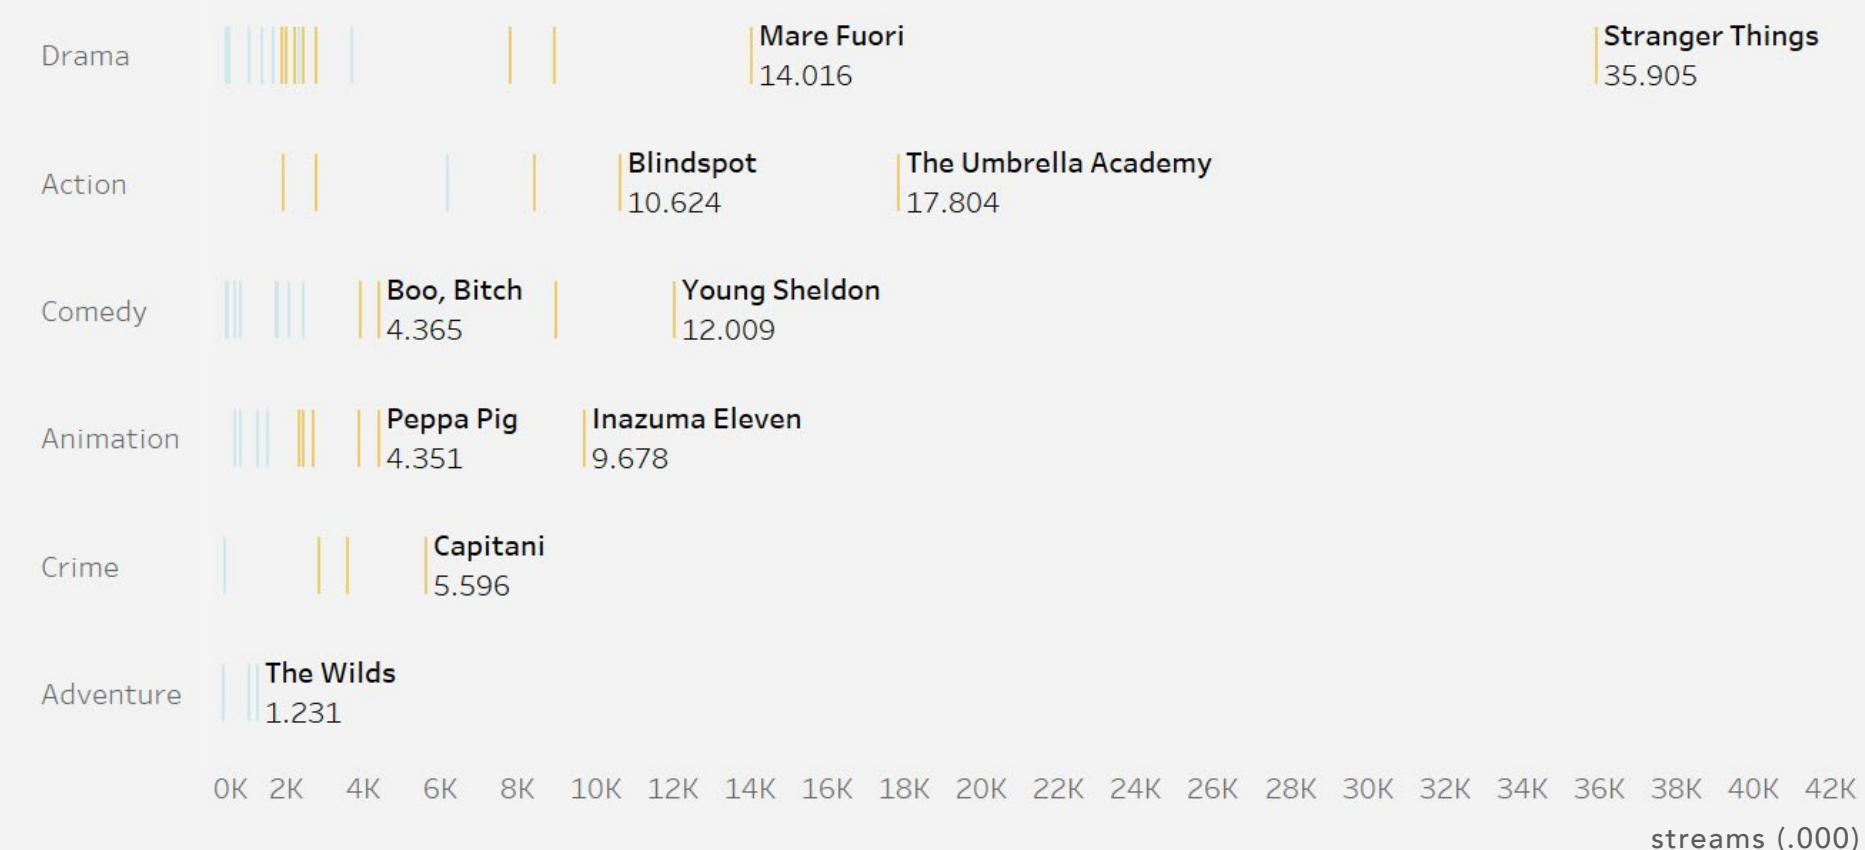 Drama
Mare Fuori
14.016
Stranger Things
35.905
Action
Blindspot
10.624
The Umbrella Academy
17.804
Comedy
Boo, Bitch
4.365
Young Sheldon
12.009
Animation
Peppa Pig
4.351
Inazuma Eleven
9.678
Crime
Capitani
5.596
Adventure
The Wilds
1.231
0K 2K 4K 6K 8K 10K 12K 14K 16K 18K 20K 22K 24K 26K 28K 30K 32K 34K 36K 38K 40K 42K
streams (.000)